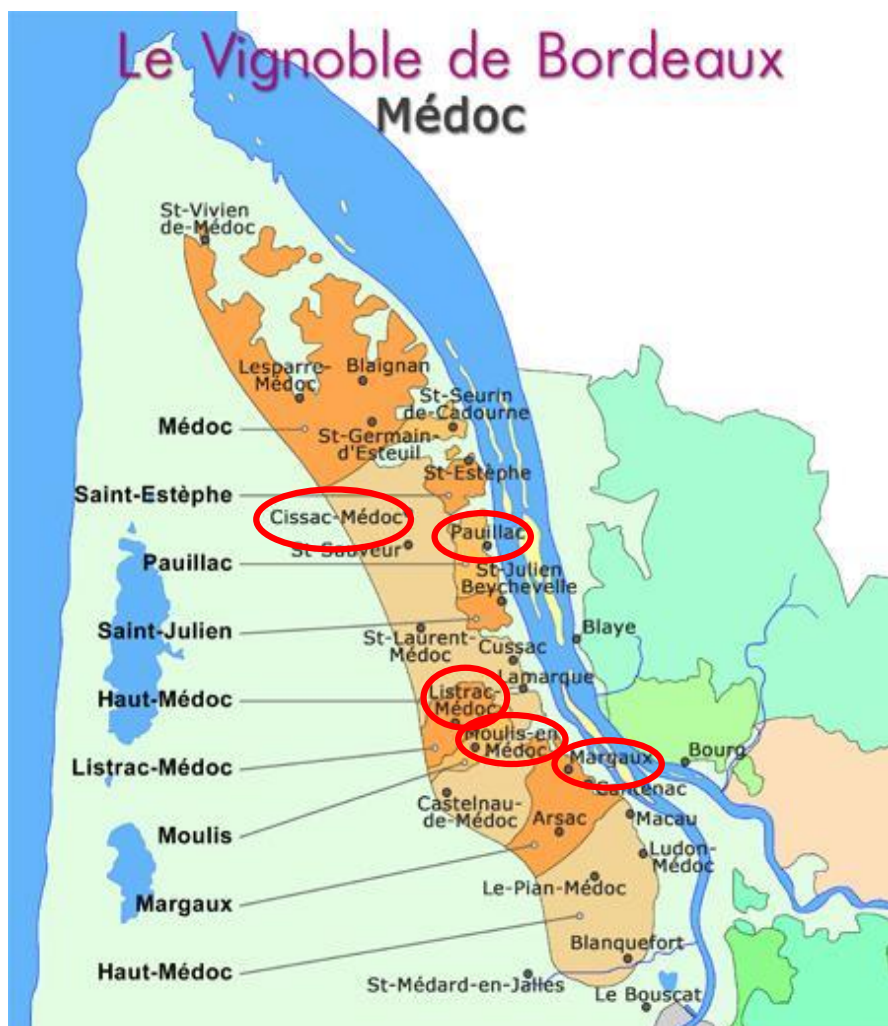 Le Vignoble de Bordeaux
Médoc
St-Vivien
de-Médoc
Lesparre-
Médoc
Blaignan
St-Seurin
de-Cadourne
Médoc
St-Germain-
d'Esteuil
St-Estèphe
Saint-Estèphe
Cissac-Médoc
Pauillac
St-Sauveur
Pauillac
St-Julien
Beychevelle
Saint-Julien
St-Laurent-
Médoc
Blaye
Cussac
Lamarque
Haut-Médoc
Listrac-
Médoc
Moulis-en
Médoc
Margaux
Bourg
Listrac-Médoc
Cantenac
Castelnau-
de-Médoc
Arsac
Macau
Moulis
Ludon-
Médoc
Le-Pian-Médoc
Margaux
Blanquefort
Haut-Médoc
St-Médard-en-Jalles
Le Bouscat